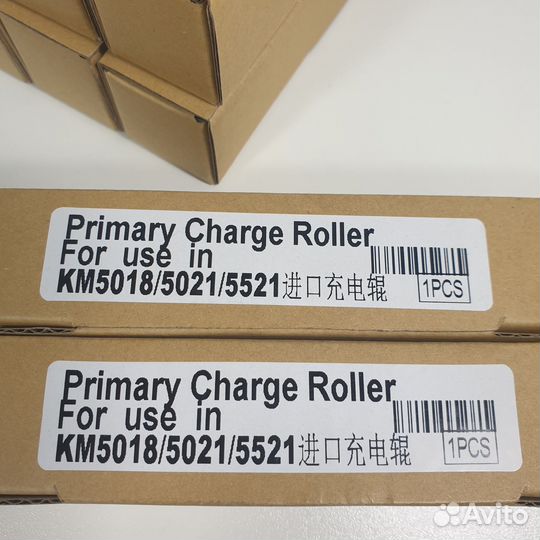 Primary Charge Roller
For use in
KM5018/5021/5521进口充电辊
1PCS
Primary Charge Roller
For use in
KM5018/5021/5521进口充电辊
1PCS
Avito